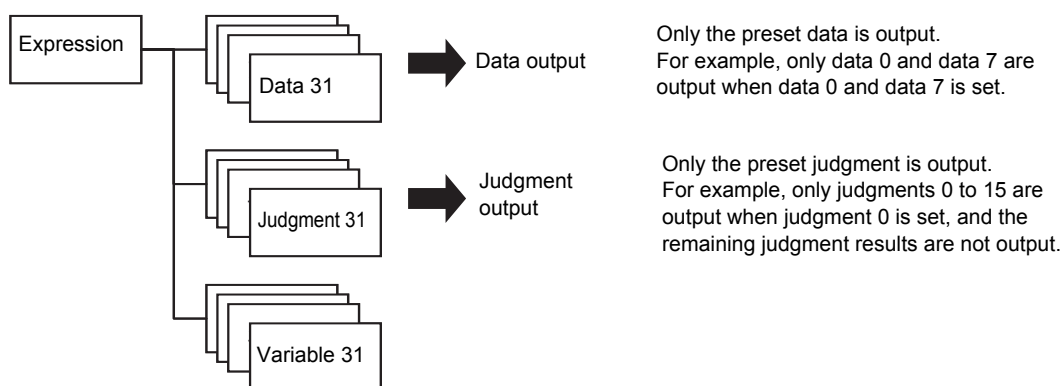 Expression
Data 31
Data output
Only the preset data is output.
For example, only data 0 and data 7 are
output when data 0 and data 7 is set.
Judgment 31
Judgment
output
Only the preset judgment is output.
For example, only judgments 0 to 15 are
output when judgment 0 is set, and the
remaining judgment results are not output.
Variable 31